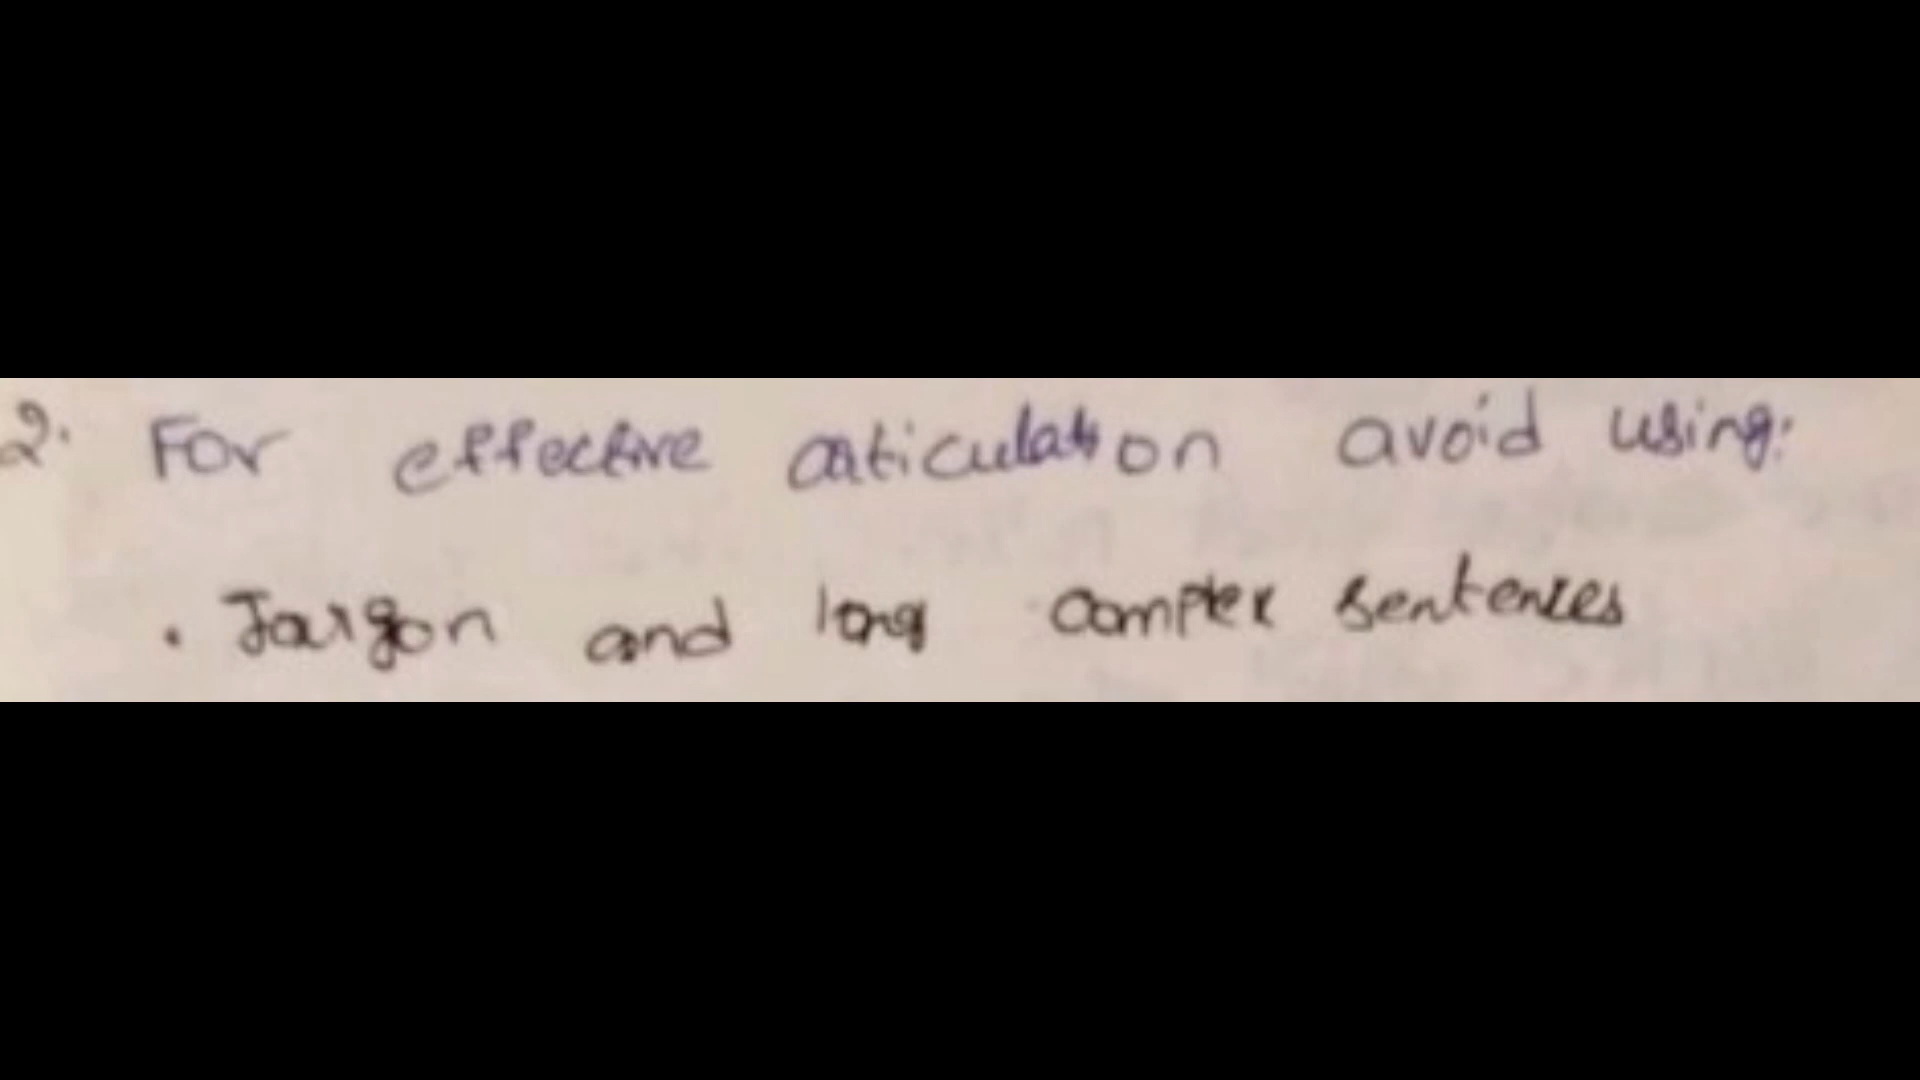 2. For effective articulation avoid using:
. Jargon and long complex sentences